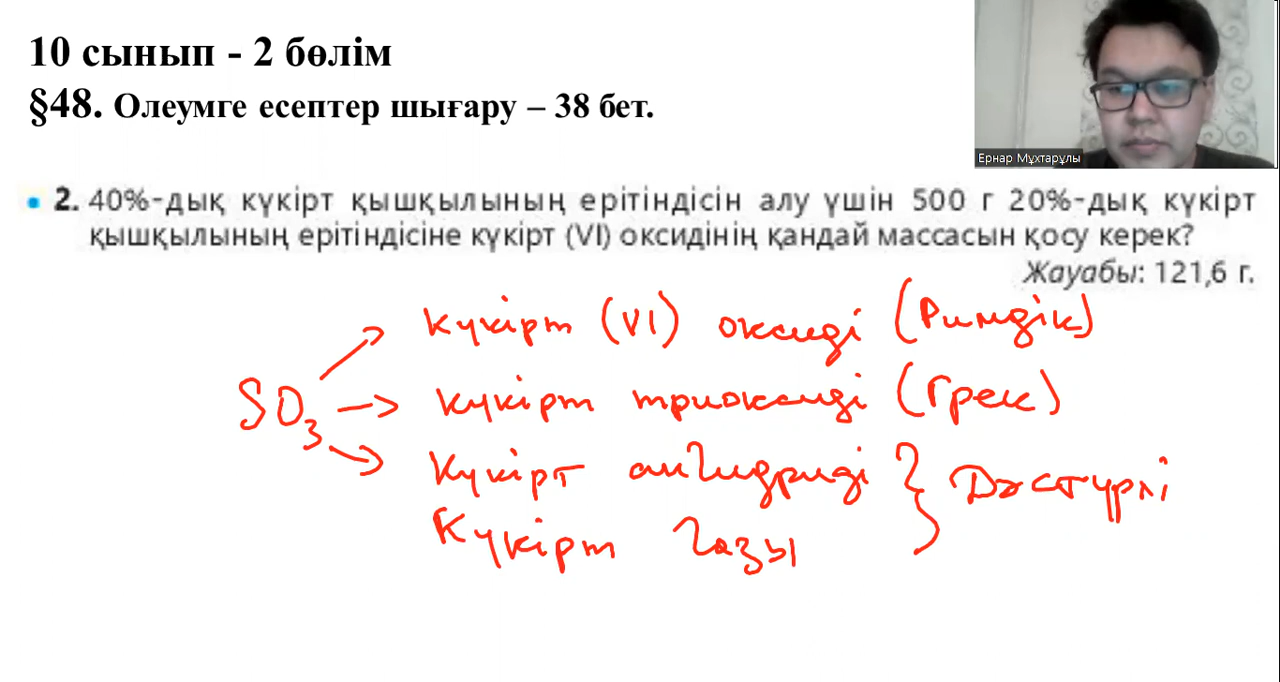 10 сынып - 2 бөлім
§48. Олеумге есептер шығару – 38 бет.
Ернар Мұхтарұлы
• 2. 40%-дық күкірт қышқылының ерітіндісін алу үшін 500 г 20%-дық күкірт
қышқылының ерітіндісіне күкірт (VI) оксидінің қандай массасын қосу керек?
Жауабы: 121,6 г.
күкірт (VI) оксиді (Римдік)
SO₃ → күкірт триоксиді (Грек)
Күкірт ангидриді } Дәстүрлі
Күкірт газы